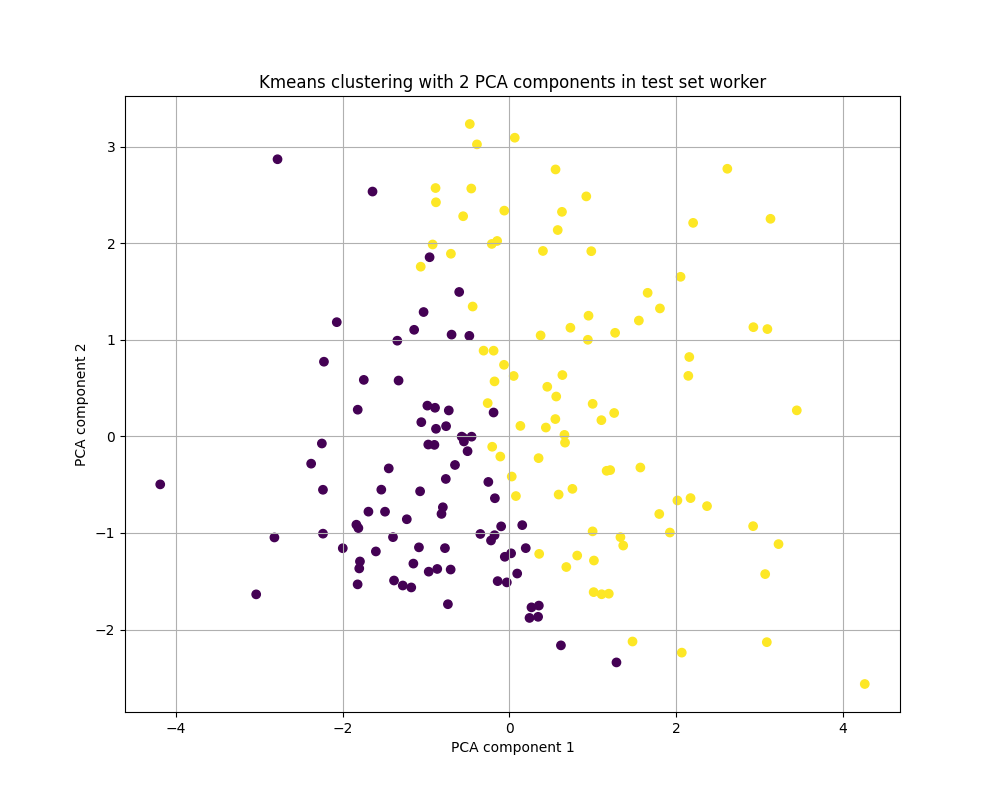 Kmeans clustering with 2 PCA components in test set worker
3
2
1
0
−1
−2
PCA component 2
−4 −2 0 2 4
PCA component 1